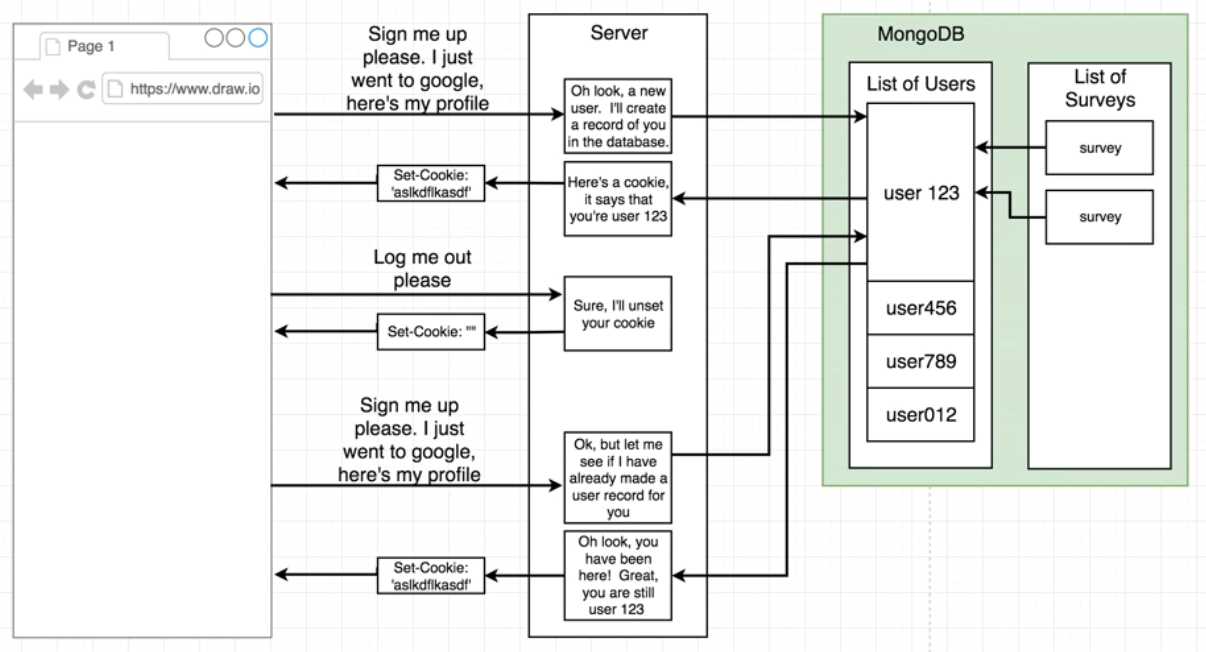 Page 1
https://www.draw.io
Sign me up
please. I just
went to google,
here's my profile
Set-Cookie:
'aslkdflkasdf'
Log me out
please
Set-Cookie: ""
Sign me up
please. I just
went to google,
here's my profile
Set-Cookie:
'aslkdflkasdf'
Server
Oh look, a new
user. I'll create
a record of you
in the database.
Here's a cookie,
it says that
you're user 123
Sure, I'll unset
your cookie
Ok, but let me
see if I have
already made a
user record for
you
Oh look, you
have been
here! Great,
you are still
user 123
MongoDB
List of Users
user 123
user456
user789
user012
List of
Surveys
survey
survey